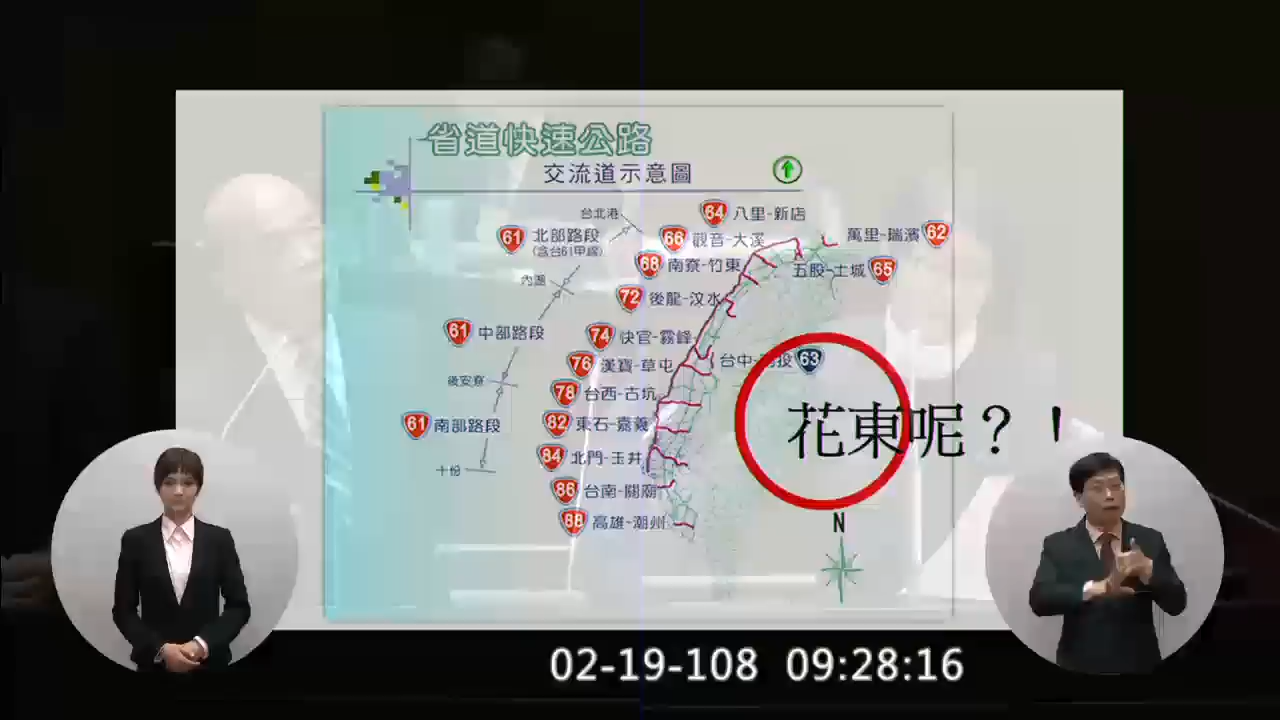 省道快速公路
交流道示意圖
台北港
64 八里-新店
61 北部路段
(含台61甲線)
66 觀音-大溪
萬里-瑞濱 62
68 南寮-竹東
五股-土城 65
內湖
72 後龍-汶水
61 中部路段
74 快官-霧峰
76 漢寶-草屯
台中-南投 63
後安寮
78 台西-古坑
61 南部路段
82 東石-嘉義
花東呢？！
84 北門-玉井
十份
86 台南-關廟
88 高雄-潮州
N
02-19-108 09:28:16